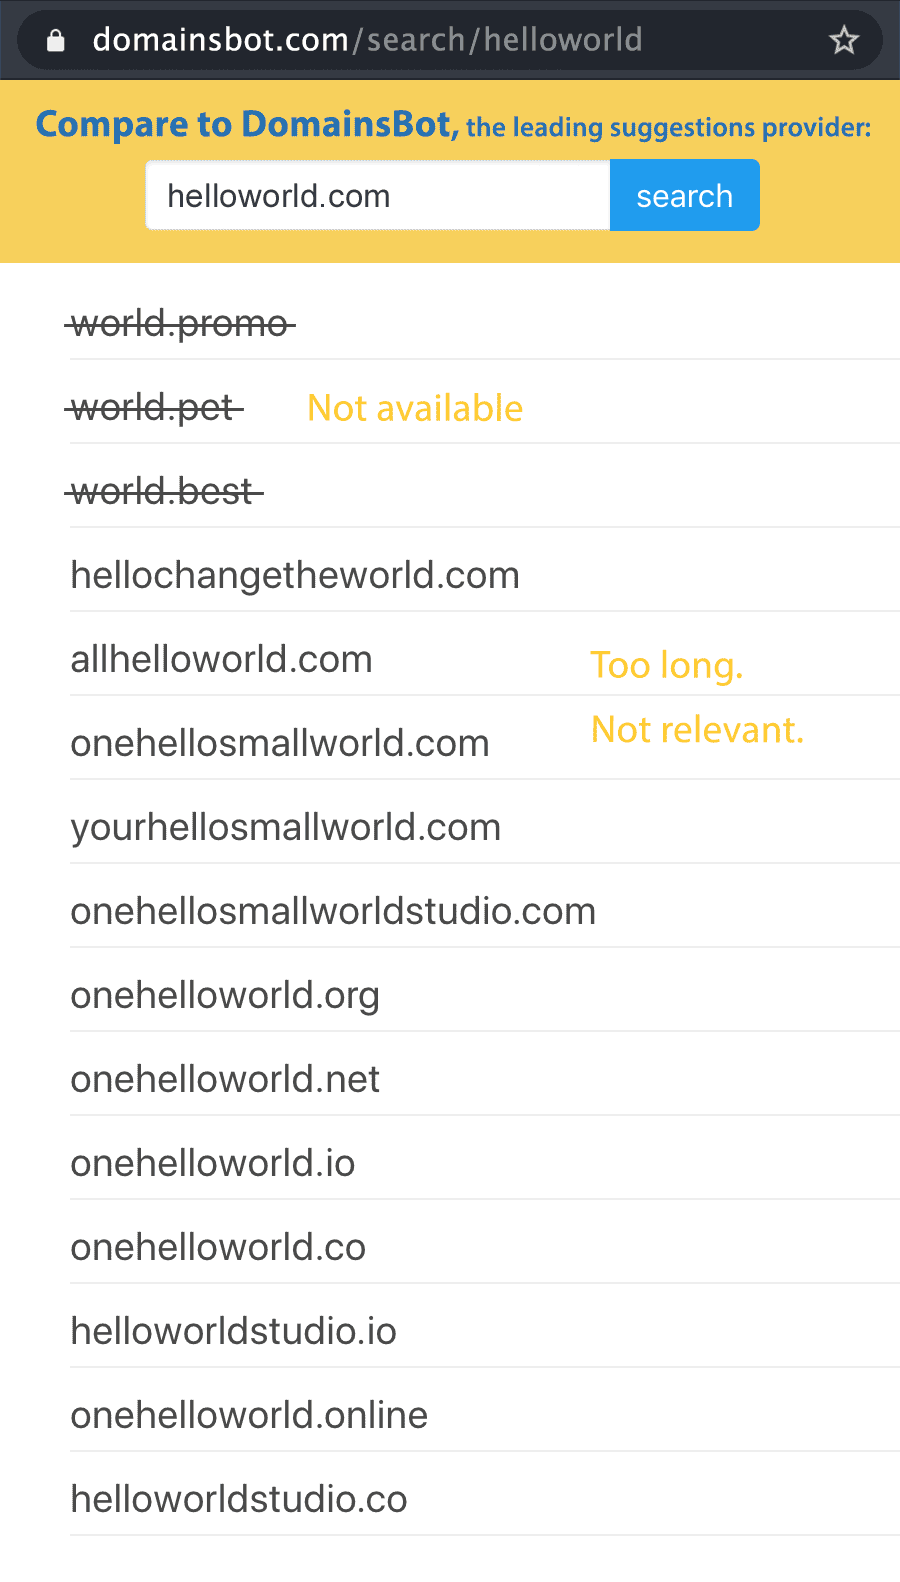 domainsbot.com/search/helloworld
Compare to DomainsBot, the leading suggestions provider:
helloworld.com search
world.promo
world.pet Not available
world.best
hellochangetheworld.com
allhelloworld.com Too long.
Not relevant.
onehellosmallworld.com
yourhellosmallworld.com
onehellosmallworldstudio.com
onehelloworld.org
onehelloworld.net
onehelloworld.io
onehelloworld.co
helloworldstudio.io
onehelloworld.online
helloworldstudio.co